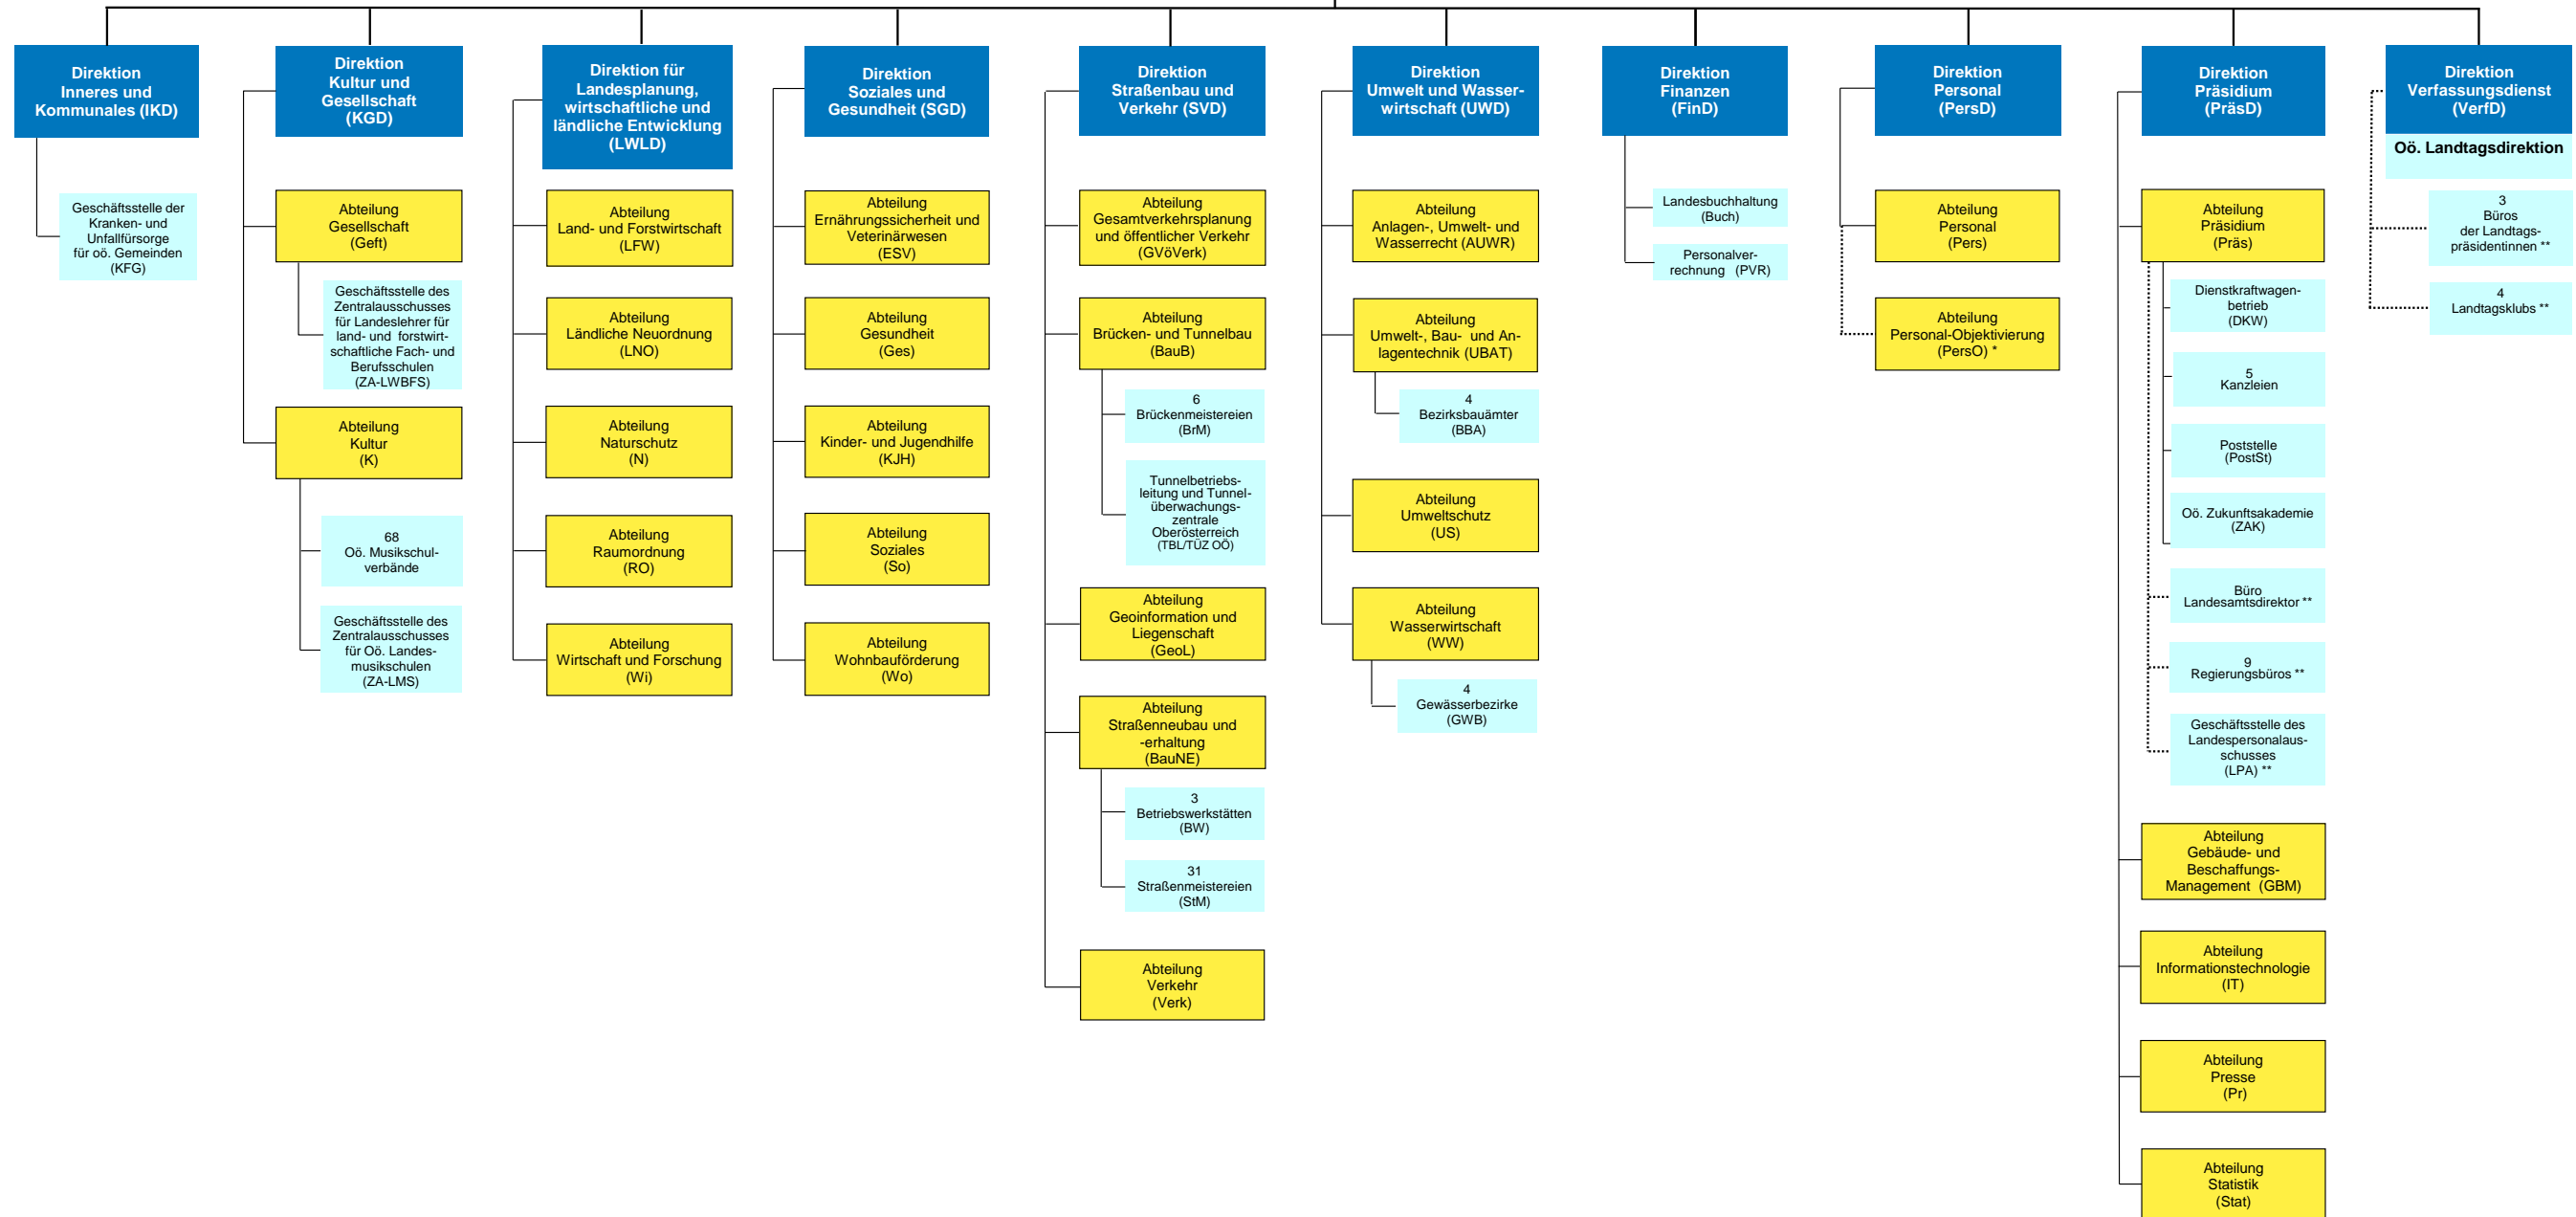 Direktion
Inneres und
Kommunales (IKD)
Geschäftsstelle der
Kranken- und
Unfallfürsorge
für oö. Gemeinden
(KFG)
Direktion
Kultur und
Gesellschaft
(KGD)
Abteilung
Gesellschaft
(Geft)
Geschäftsstelle des
Zentralausschusses
für Landeslehrer für
land- und forstwirt-
schaftliche Fach- und
Berufsschulen
(ZA-LWBFS)
Abteilung
Kultur
(K)
68
Oö. Musikschul-
verbände
Geschäftsstelle des
Zentralausschusses
für Oö. Landes-
musikschulen
(ZA-LMS)
Direktion für
Landesplanung,
wirtschaftliche und
ländliche Entwicklung
(LWLD)
Abteilung
Land- und Forstwirtschaft
(LFW)
Abteilung
Ländliche Neuordnung
(LNO)
Abteilung
Naturschutz
(N)
Abteilung
Raumordnung
(RO)
Abteilung
Wirtschaft und Forschung
(Wi)
Direktion
Soziales und
Gesundheit (SGD)
Abteilung
Ernährungssicherheit und
Veterinärwesen
(ESV)
Abteilung
Gesundheit
(Ges)
Abteilung
Kinder- und Jugendhilfe
(KJH)
Abteilung
Soziales
(So)
Abteilung
Wohnbauförderung
(Wo)
Direktion
Straßenbau und
Verkehr (SVD)
Abteilung
Gesamtverkehrsplanung
und öffentlicher Verkehr
(GVöVerk)
Abteilung
Brücken- und Tunnelbau
(BauB)
6
Brückenmeistereien
(BrM)
Tunnelbetriebs-
leitung und Tunnel-
überwachungs-
zentrale
Oberösterreich
(TBL/TÜZ OÖ)
Abteilung
Geoinformation und
Liegenschaft
(GeoL)
Abteilung
Straßenneubau und
-erhaltung
(BauNE)
3
Betriebswerkstätten
(BW)
31
Straßenmeistereien
(StM)
Abteilung
Verkehr
(Verk)
Direktion
Umwelt und Wasser-
wirtschaft (UWD)
Abteilung
Anlagen-, Umwelt- und
Wasserrecht (AUWR)
Abteilung
Umwelt-, Bau- und An-
lagentechnik (UBAT)
4
Bezirksbauämter
(BBA)
Abteilung
Umweltschutz
(US)
Abteilung
Wasserwirtschaft
(WW)
4
Gewässerbezirke
(GWB)
Direktion
Finanzen
(FinD)
Landesbuchhaltung
(Buch)
Personalver-
rechnung (PVR)
Direktion
Personal
(PersD)
Abteilung
Personal
(Pers)
Abteilung
Personal-Objektivierung
(PersO) *
Direktion
Präsidium
(PräsD)
Abteilung
Präsidium
(Präs)
Dienstkraftwagen-
betrieb
(DKW)
5
Kanzleien
Poststelle
(PostSt)
Oö. Zukunftsakademie
(ZAK)
Büro
Landesamtsdirektor **
9
Regierungsbüros **
Geschäftsstelle des
Landespersonalaus-
schusses
(LPA) **
Abteilung
Gebäude- und
Beschaffungs-
Management (GBM)
Abteilung
Informationstechnologie
(IT)
Abteilung
Presse
(Pr)
Abteilung
Statistik
(Stat)
Direktion
Verfassungsdienst
(VerfD)
Oö. Landtagsdirektion
3
Büros
der Landtags-
präsidentinnen **
4
Landtagsklubs **